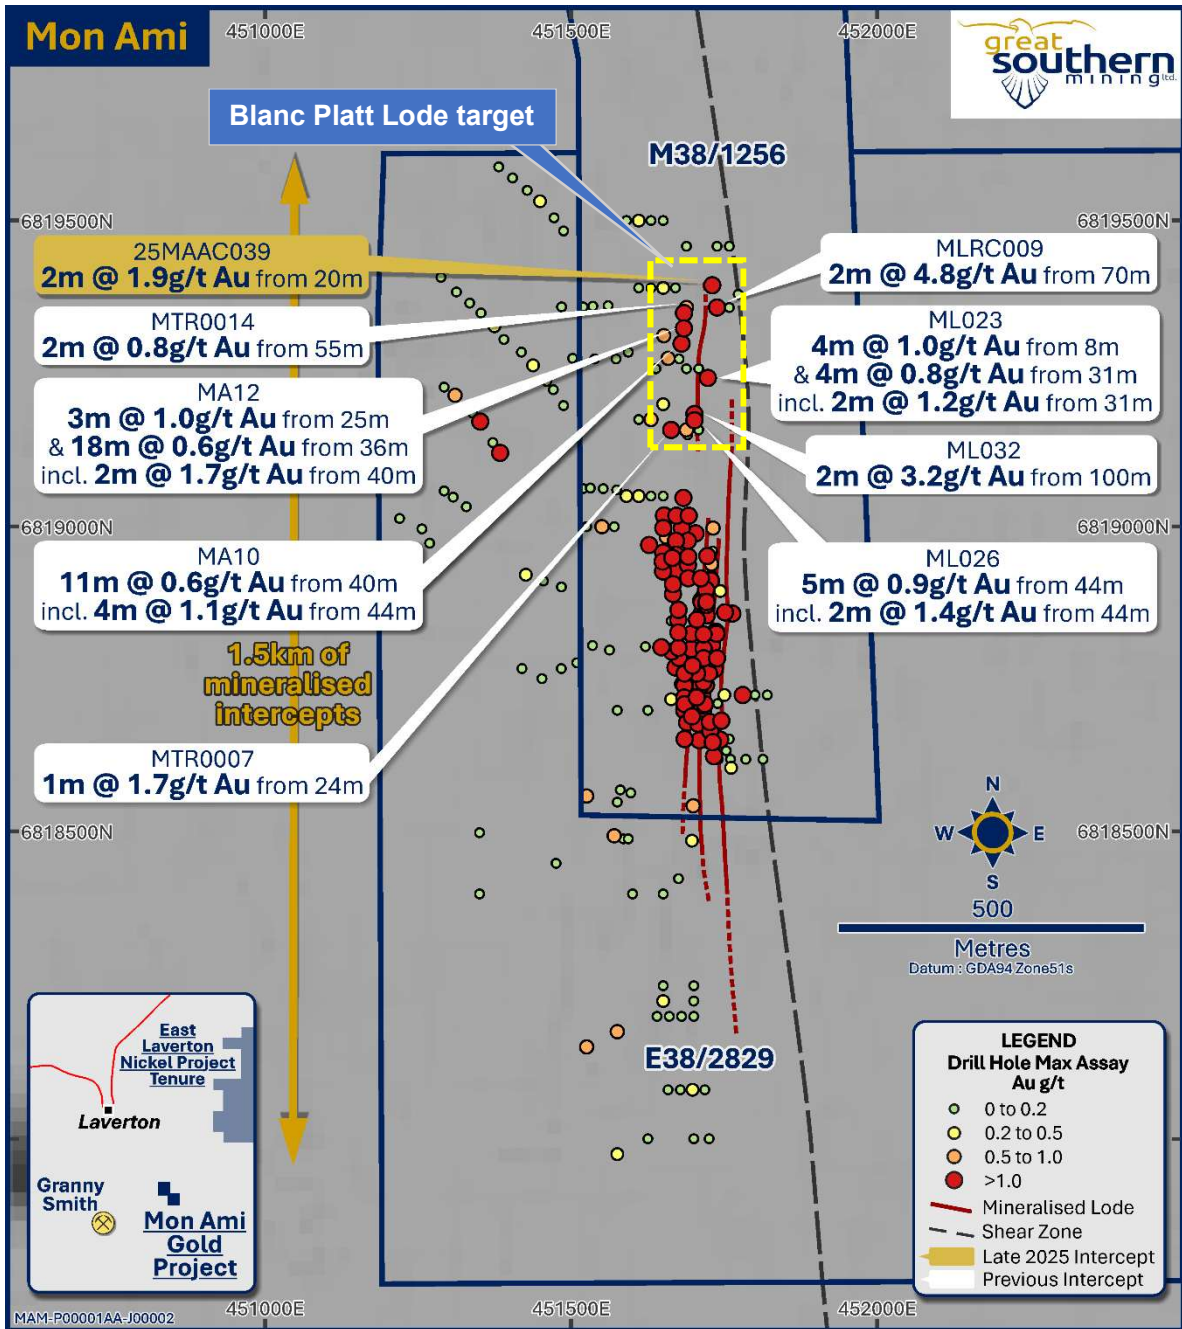 Mon Ami
451000E
451500E
452000E
great
southern
mining ltd.
Blanc Platt Lode target
M38/1256
6819500N
6819500N
25MAAC039
2m @ 1.9g/t Au from 20m
MTR0014
2m @ 0.8g/t Au from 55m
MA12
3m @ 1.0g/t Au from 25m
& 18m @ 0.6g/t Au from 36m
incl. 2m @ 1.7g/t Au from 40m
MLRC009
2m @ 4.8g/t Au from 70m
ML023
4m @ 1.0g/t Au from 8m
& 4m @ 0.8g/t Au from 31m
incl. 2m @ 1.2g/t Au from 31m
ML032
2m @ 3.2g/t Au from 100m
6819000N
6819000N
MA10
11m @ 0.6g/t Au from 40m
incl. 4m @ 1.1g/t Au from 44m
ML026
5m @ 0.9g/t Au from 44m
incl. 2m @ 1.4g/t Au from 44m
1.5km of
mineralised
intercepts
MTR0007
1m @ 1.7g/t Au from 24m
6818500N
6818500N
N
W
E
S
500
Metres
Datum : GDA94 Zone51s
E38/2829
East
Laverton
Nickel Project
Tenure
Laverton
Granny
Smith
Mon Ami
Gold
Project
LEGEND
Drill Hole Max Assay
Au g/t
0 to 0.2
0.2 to 0.5
0.5 to 1.0
>1.0
Mineralised Lode
Shear Zone
Late 2025 Intercept
Previous Intercept
MAM-P00001AA-J00002
451000E
451500E
452000E